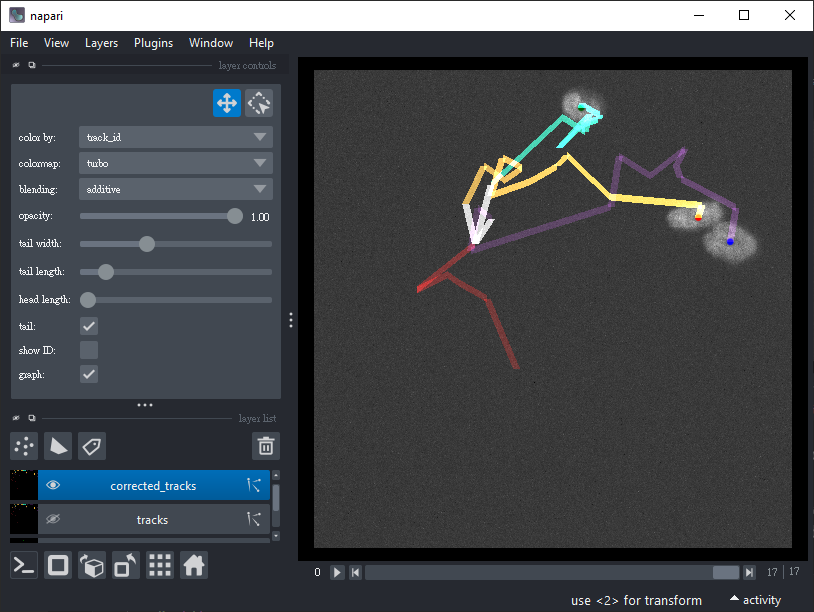 napari
File View Layers Plugins Window Help
layer controls
color by: track_id
colormap: turbo
blending: additive
opacity: 1.00
tail width:
tail length:
head length:
tail:
show ID:
graph:
layer list
corrected_tracks
tracks
0 17 17
use <2> for transform activity